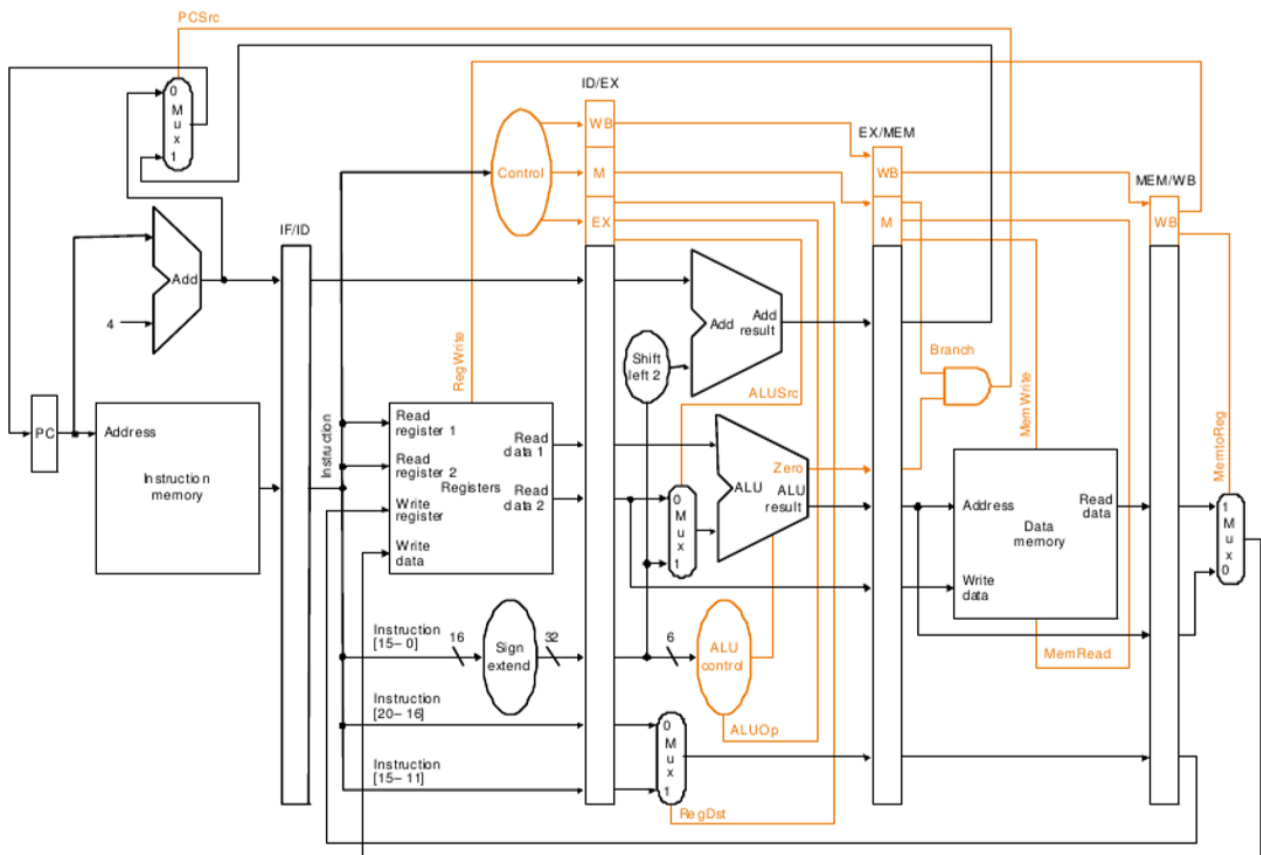 PCSrc
ID/EX
0
M
u
x
1
WB
EX/MEM
Control
M
WB
MEM/WB
IF/ID
EX
M
WB
Add
4
Add
Add
result
Shift
left 2
Branch
RegWrite
ALUSrc
MemWrite
MemtoReg
PC
Address
Instruction
memory
Instruction
Read
register 1
Read
register 2
Write
register
Write
data
Registers
Read
data 1
Read
data 2
0
M
u
x
1
Zero
ALU
ALU
result
Address
Data
memory
Read
data
Write
data
1
M
u
x
0
Instruction
[15– 0]
16
Sign
extend
32
6
ALU
control
MemRead
Instruction
[20– 16]
0
M
u
x
1
ALUOp
Instruction
[15– 11]
RegDst